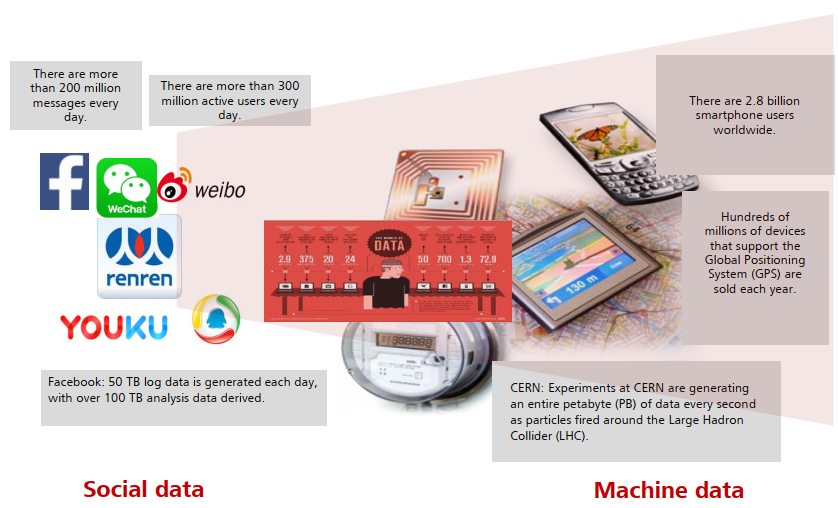 There are more
than 200 million
messages every
day.
There are more than 300
million active users every
day.
There are 2.8 billion
smartphone users
worldwide.
f
WeChat
weibo
renren
YOUKU
DATA
2.9 375 20 24 50 700 1.3 72.9
130 m
Hundreds of
millions of devices
that support the
Global Positioning
System (GPS) are
sold each year.
Facebook: 50 TB log data is generated each day,
with over 100 TB analysis data derived.
CERN: Experiments at CERN are generating
an entire petabyte (PB) of data every second
as particles fired around the Large Hadron
Collider (LHC).
Social data
Machine data